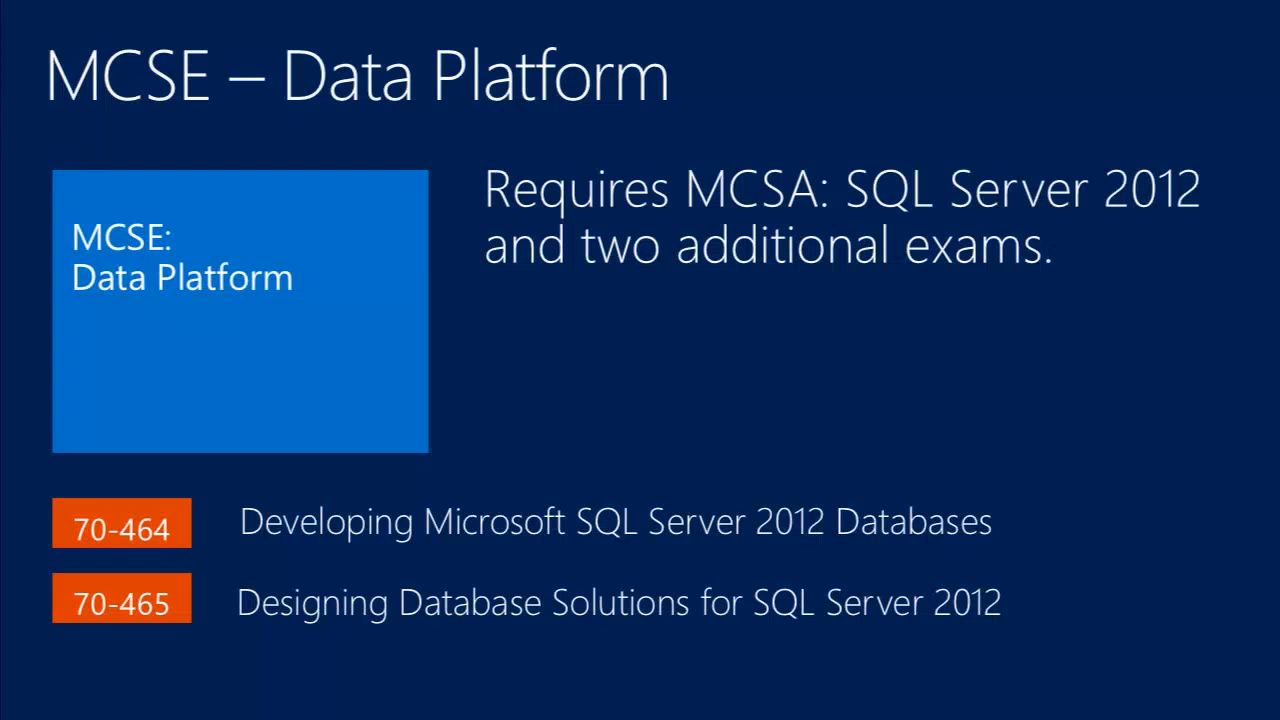 MCSE – Data Platform
MCSE:
Data Platform
Requires MCSA: SQL Server 2012
and two additional exams.
70-464
Developing Microsoft SQL Server 2012 Databases
70-465
Designing Database Solutions for SQL Server 2012